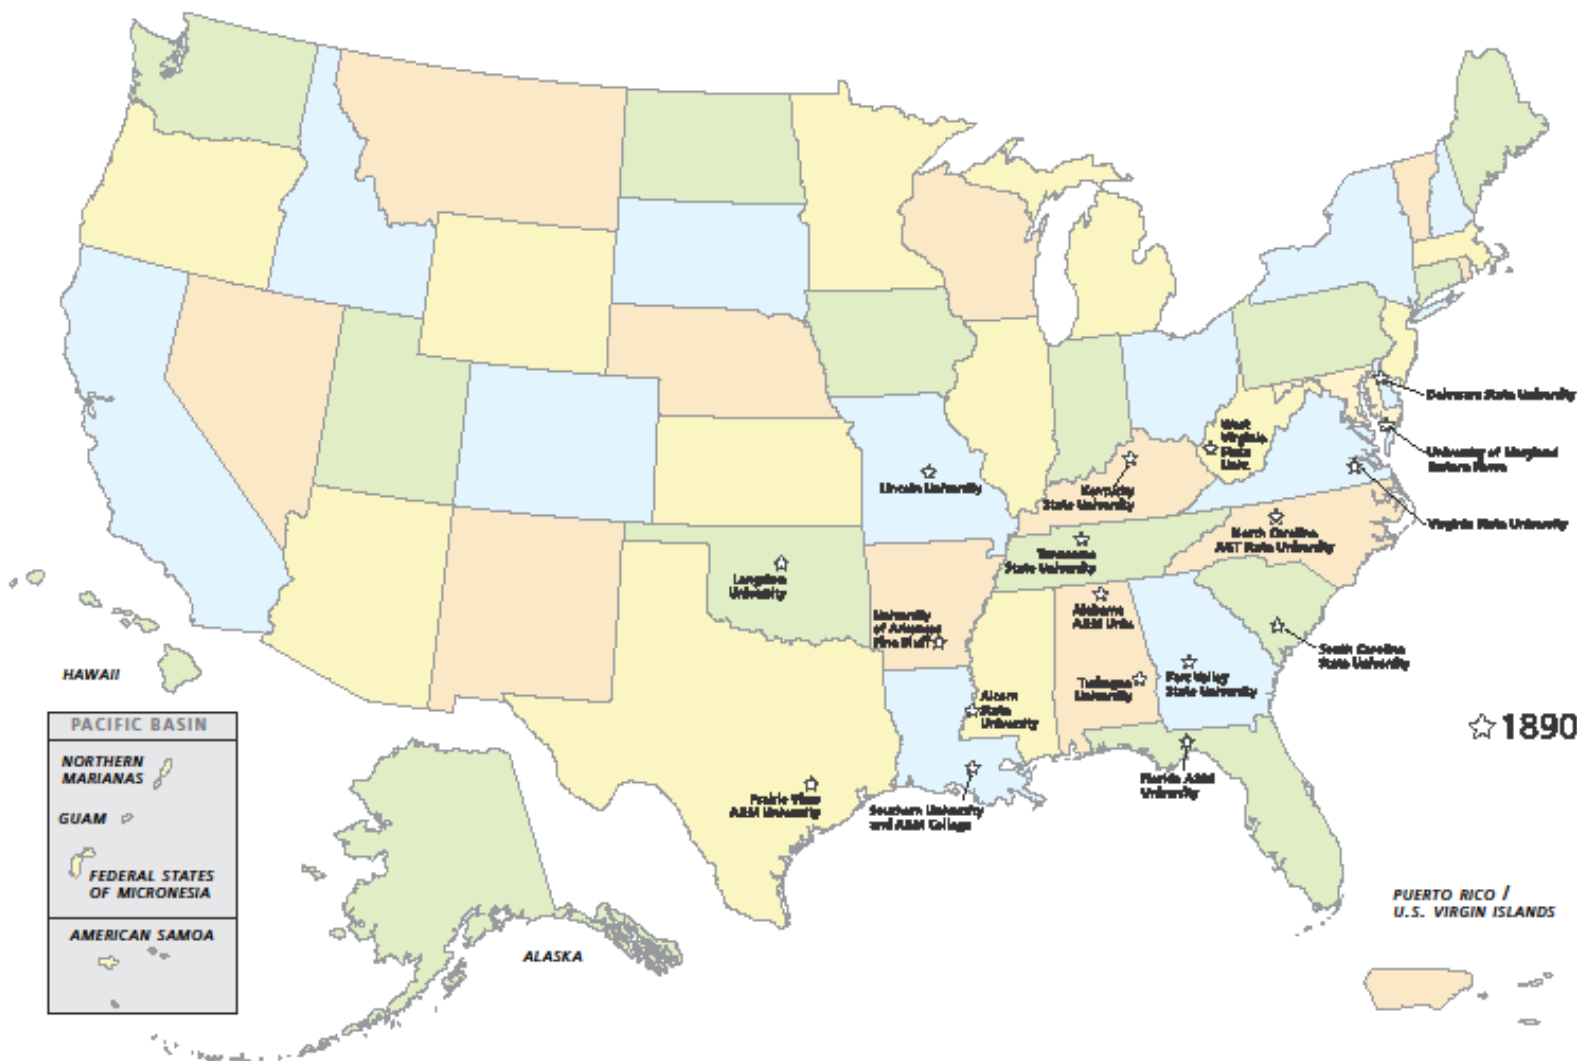 Delaware State University
West
Virginia
State
Univ.
University of Maryland
Eastern Shore
Lincoln University
Kentucky
State University
Virginia State University
North Carolina
A&T State University
Tennessee
State University
Langston
University
University
of Arkansas
Pine Bluff
Alabama
A&M Univ.
South Carolina
State University
HAWAII
Tuskegee
University
Fort Valley
State University
Alcorn
State
University
1890
PACIFIC BASIN
NORTHERN
MARIANAS
Prairie View
A&M University
Florida A&M
University
Southern University
and A&M College
GUAM
FEDERAL STATES
OF MICRONESIA
PUERTO RICO /
U.S. VIRGIN ISLANDS
AMERICAN SAMOA
ALASKA